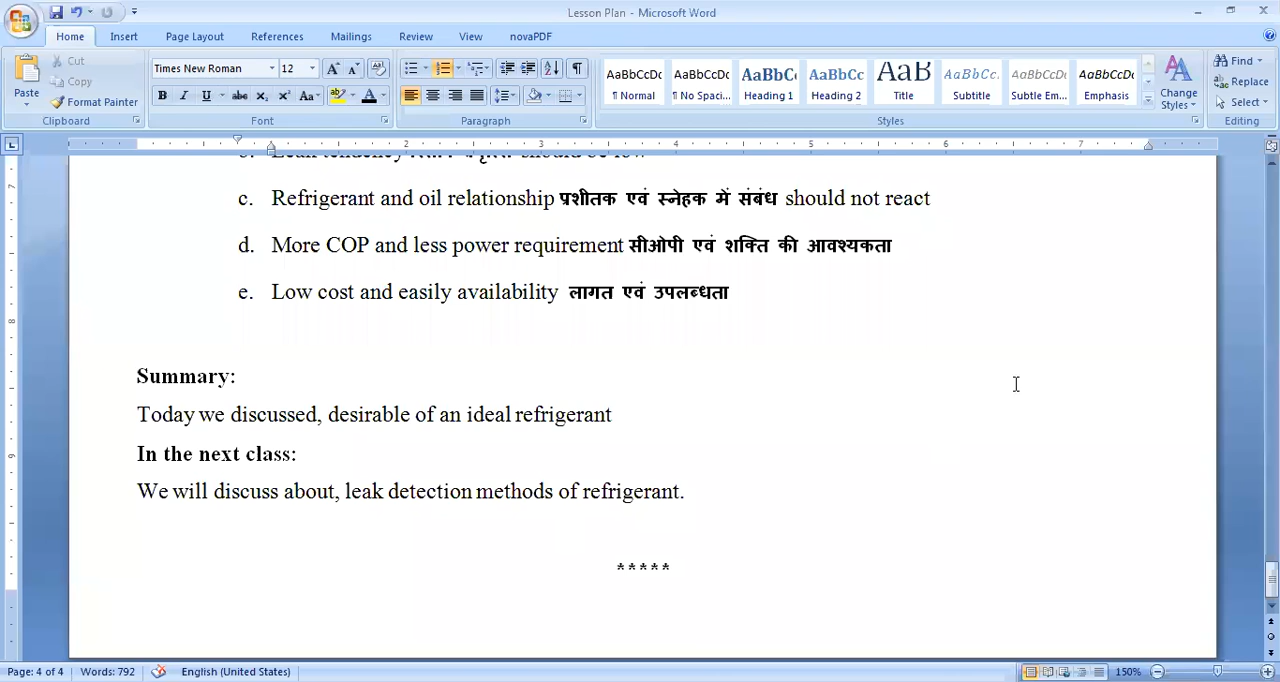 Lesson Plan - Microsoft Word
Home Insert Page Layout References Mailings Review View novaPDF
Paste Cut Copy Format Painter
Times New Roman 12
AaBbCcDc AaBbCcDc AaBbC AaBbCc AaB AaBbCc. AaBbCcDc AaBbCcDc
¶ Normal ¶ No Spaci... Heading 1 Heading 2 Title Subtitle Subtle Em... Emphasis
Change Styles
Find Replace Select
Clipboard Font Paragraph Styles Editing
should be low
c. Refrigerant and oil relationship प्रशीतक एवं स्नेहक में संबंध should not react
d. More COP and less power requirement सीओपी एवं शक्ति की आवश्यकता
e. Low cost and easily availability लागत एवं उपलब्धता
Summary:
Today we discussed, desirable of an ideal refrigerant
In the next class:
We will discuss about, leak detection methods of refrigerant.
*****
Page: 4 of 4 Words: 792 English (United States) 150%